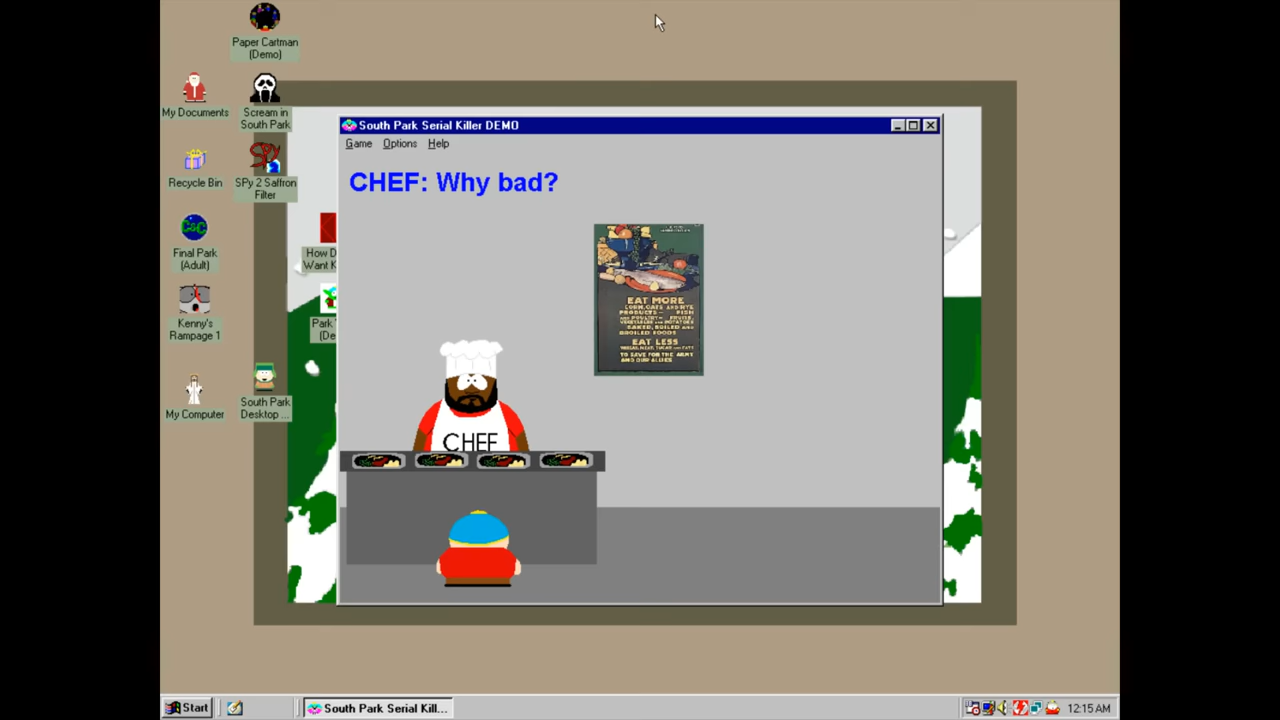 Paper Cartman
(Demo)
My Documents
Scream in
South Park
Recycle Bin
SPy 2 Saffron
Filter
Final Park
(Adult)
How D
Want K
Kenny's
Rampage 1
Park
(De
My Computer
South Park
Desktop ...
South Park Serial Killer DEMO
Game Options Help
CHEF: Why bad?
EAT MORE
CORN, OATS AND RYE
PRODUCTS — FISH
AND POULTRY — FRUITS,
VEGETABLES AND POTATOES
BAKED, BOILED AND
BROILED FOODS
EAT LESS
WHEAT, MEAT, SUGAR AND FATS
TO SAVE FOR THE ARMY
AND OUR ALLIES
CHEF
Start
South Park Serial Kill...
12:15 AM